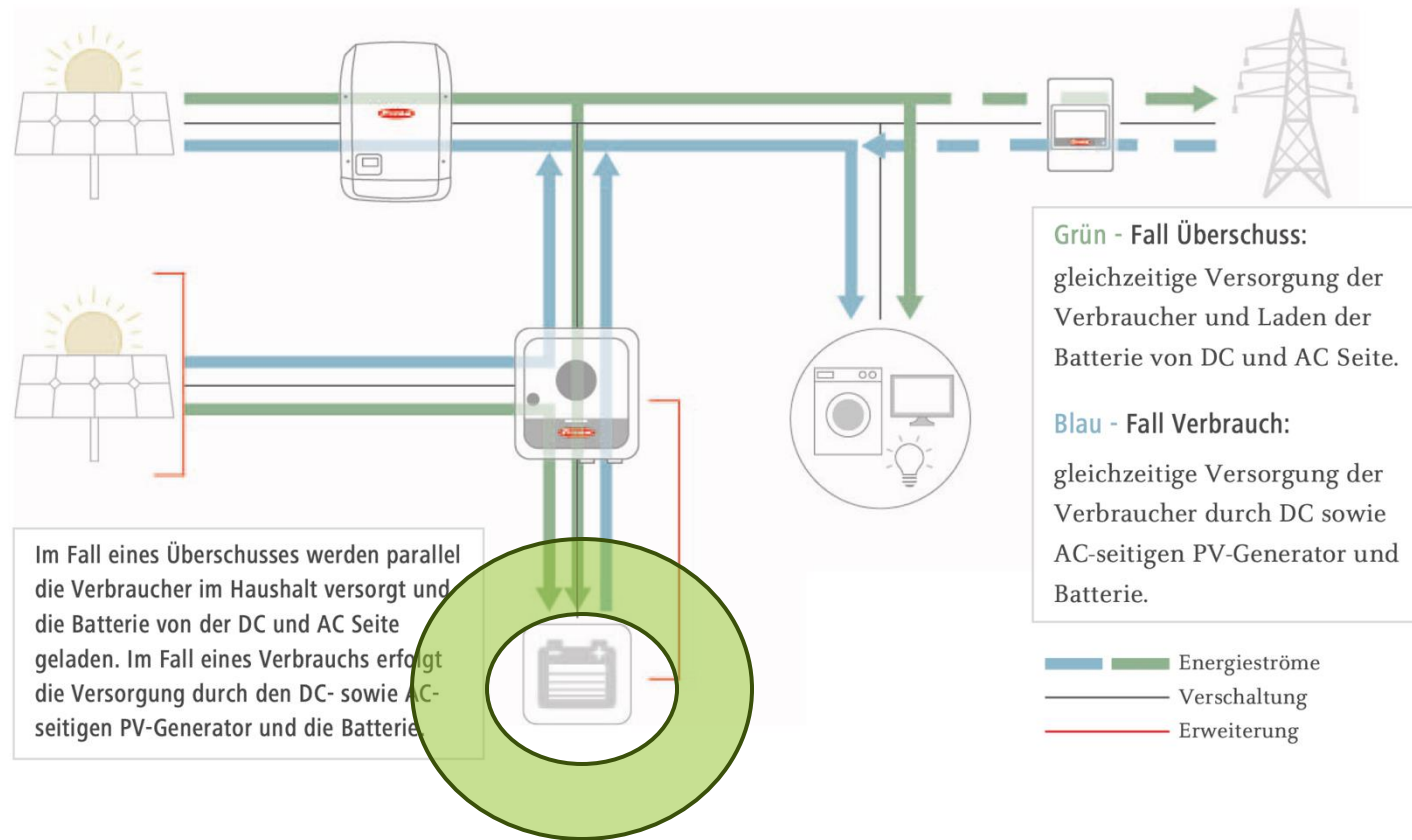 Grün - Fall Überschuss:
gleichzeitige Versorgung der
Verbraucher und Laden der
Batterie von DC und AC Seite.
Blau - Fall Verbrauch:
gleichzeitige Versorgung der
Verbraucher durch DC sowie
AC-seitigen PV-Generator und
Batterie.
Im Fall eines Überschusses werden parallel
die Verbraucher im Haushalt versorgt und
die Batterie von der DC und AC Seite
geladen. Im Fall eines Verbrauchs erfolgt
die Versorgung durch den DC- sowie AC-
seitigen PV-Generator und die Batterie.
Energieströme
Verschaltung
Erweiterung